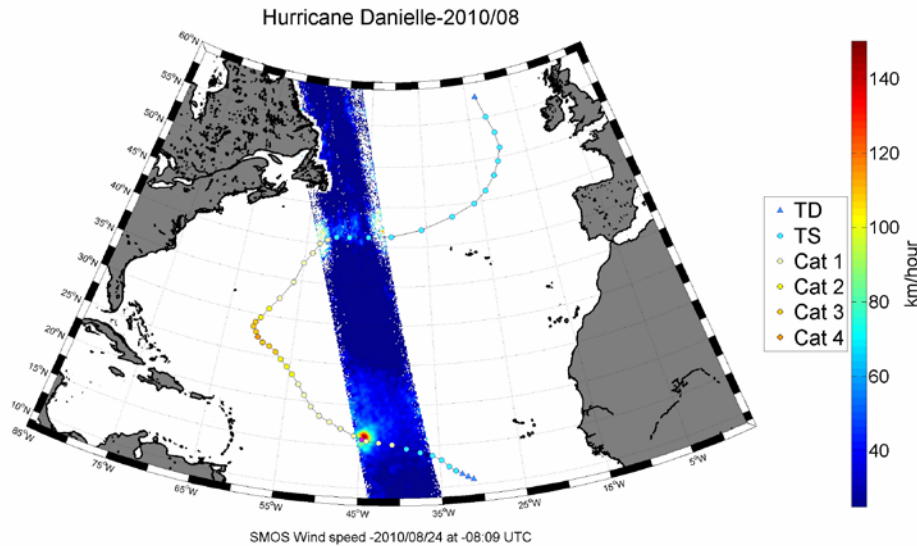 Hurricane Danielle-2010/08
60°N
55°N
50°N
45°N
40°N
35°N
30°N
25°N
20°N
15°N
10°N
85°W
75°W
65°W
55°W
45°W
35°W
25°W
15°W
5°W
TD
TS
Cat 1
Cat 2
Cat 3
Cat 4
140
120
100
80
60
40
km/hour
SMOS Wind speed -2010/08/24 at -08:09 UTC